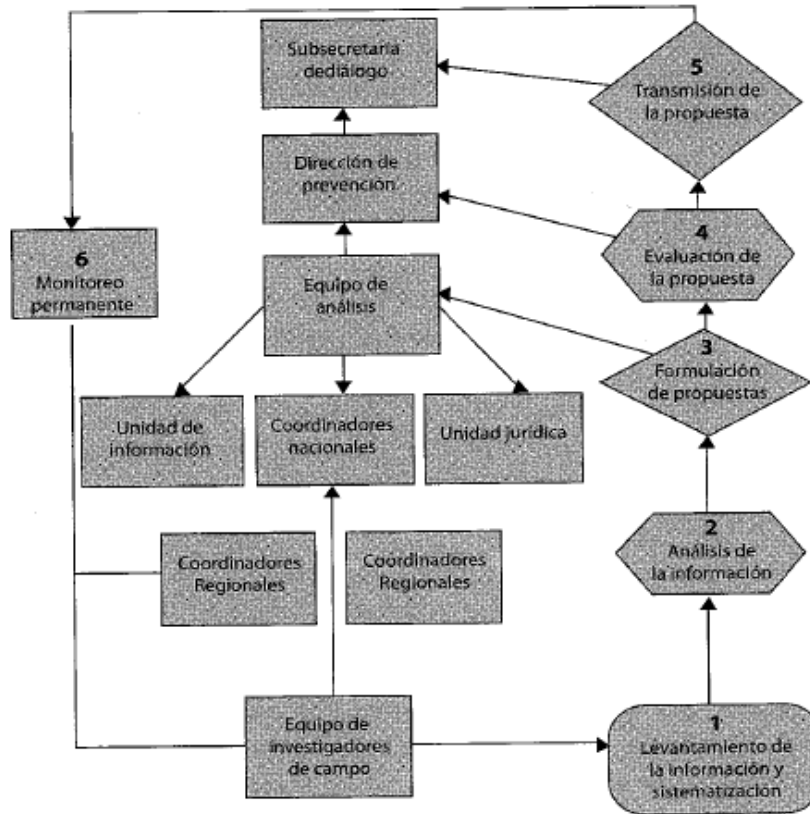 Subsecretaria
dediálogo
5
Transmisión de
la propuesta
Dirección de
prevención
4
Evaluación de
la propuesta
6
Monitoreo
permanente
Equipo de
análisis
3
Formulación
de propuestas
Unidad de
información
Coordinadores
nacionales
Unidad jurídica
2
Análisis de
la información
Coordinadores
Regionales
Coordinadores
Regionales
Equipo de
investigadores
de campo
1
Levantamiento de
la información y
sistematización